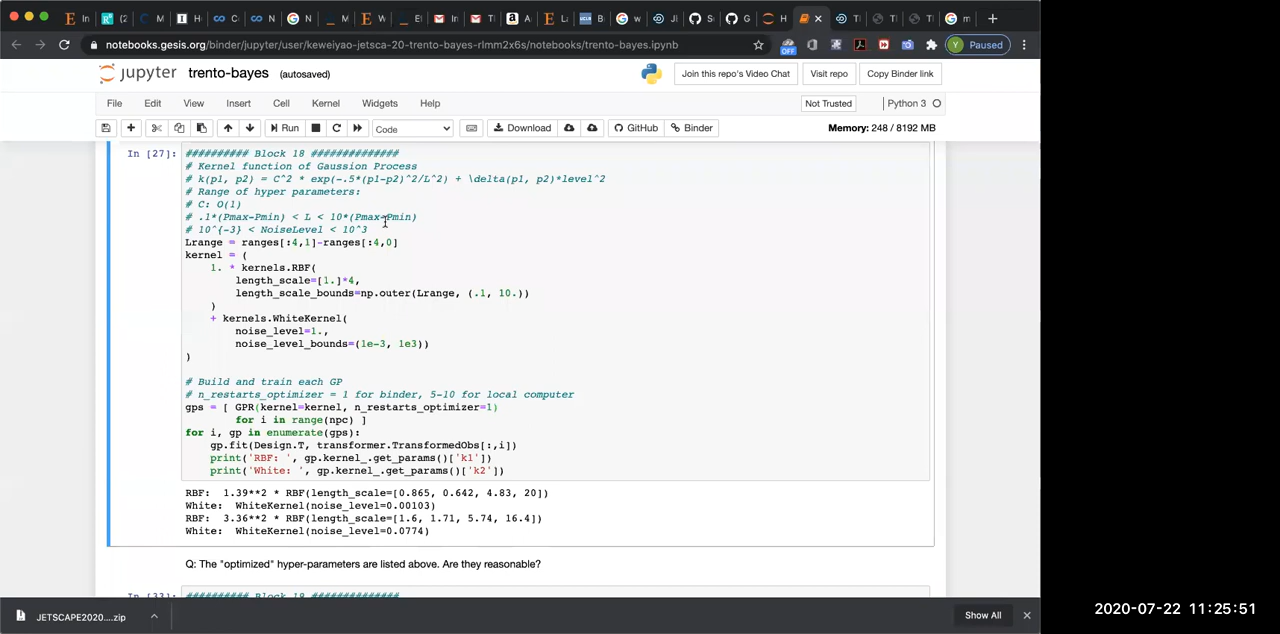 In
(2
M
I
H
C
N
C
N
N
M
E
W
E
In
T
A
L
B
w
Ji
S
G
H
T
T
T
m
notebooks.gesis.org/binder/jupyter/user/keweiyao-jetsca-20-trento-bayes-rlmm2x6s/notebooks/trento-bayes.ipynb
OFF
Y Paused
jupyter trento-bayes (autosaved)
Join this repo's Video Chat Visit repo Copy Binder link
File Edit View Insert Cell Kernel Widgets Help
Not Trusted Python 3
Run Code Download GitHub Binder Memory: 248 / 8192 MB
In [27]: ########## Block 18 ##############
# Kernel function of Gaussion Process
# k(p1, p2) = C^2 * exp(-.5*(p1-p2)^2/L^2) + \delta(p1, p2)*level^2
# Range of hyper parameters:
# C: O(1)
# .1*(Pmax-Pmin) < L < 10*(Pmax-Pmin)
# 10^{-3} < NoiseLevel < 10^3
Lrange = ranges[:4,1]-ranges[:4,0]
kernel = (
1. * kernels.RBF(
length_scale=[1.]*4,
length_scale_bounds=np.outer(Lrange, (.1, 10.))
)
+ kernels.WhiteKernel(
noise_level=1.,
noise_level_bounds=(1e-3, 1e3))
)
# Build and train each GP
# n_restarts_optimizer = 1 for binder, 5-10 for local computer
gps = [ GPR(kernel=kernel, n_restarts_optimizer=1)
for i in range(npc) ]
for i, gp in enumerate(gps):
gp.fit(Design.T, transformer.TransformedObs[:,i])
print('RBF: ', gp.kernel_.get_params()['k1'])
print('White: ', gp.kernel_.get_params()['k2'])
RBF: 1.39**2 * RBF(length_scale=[0.865, 0.642, 4.83, 20])
White: WhiteKernel(noise_level=0.00103)
RBF: 3.36**2 * RBF(length_scale=[1.6, 1.71, 5.74, 16.4])
White: WhiteKernel(noise_level=0.0774)
Q: The "optimized" hyper-parameters are listed above. Are they reasonable?
In [33]: ########## Block 19 ##############
JETSCAPE2020....zip
Show All
2020-07-22 11:25:51